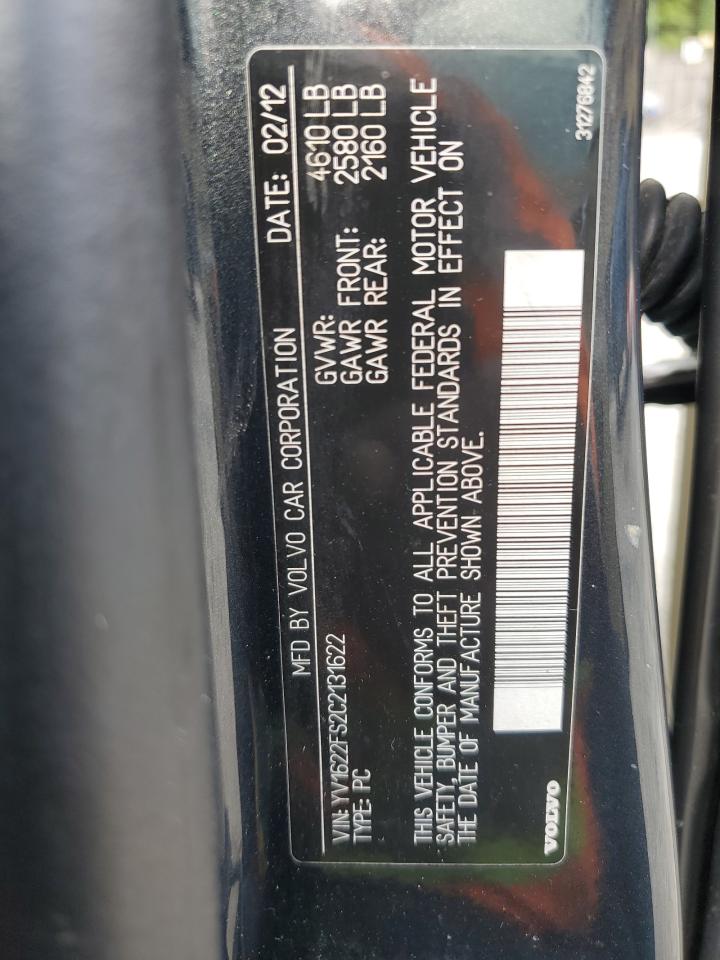 MFD BY VOLVO CAR CORPORATION DATE: 02/12
VIN: YV1622FS2C2131622 GVWR: 4610 LB
TYPE: PC GAWR FRONT: 2580 LB
GAWR REAR: 2160 LB
THIS VEHICLE CONFORMS TO ALL APPLICABLE FEDERAL MOTOR VEHICLE
SAFETY, BUMPER AND THEFT PREVENTION STANDARDS IN EFFECT ON
THE DATE OF MANUFACTURE SHOWN ABOVE.
VOLVO 31276842